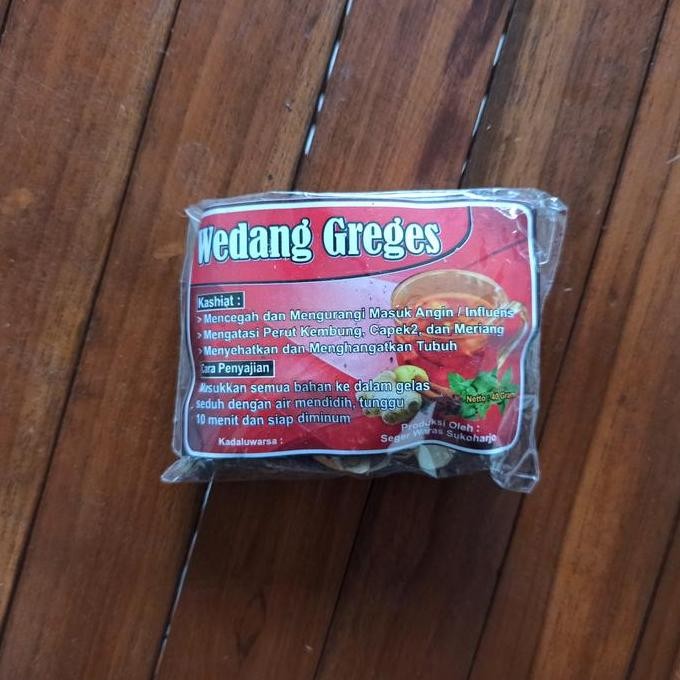 Wedang Greges
Kashiat :
> Mencegah dan Mengurangi Masuk Angin / Influens
> Mengatasi Perut Kembung, Capek2, dan Meriang
> Menyehatkan dan Menghangatkan Tubuh
Cara Penyajian
Masukkan semua bahan ke dalam gelas
seduh dengan air mendidih, tunggu
10 menit dan siap diminum
Netto : 40 Gram
Kadaluwarsa :
Produksi Oleh :
Seger Waras Sukoharjo